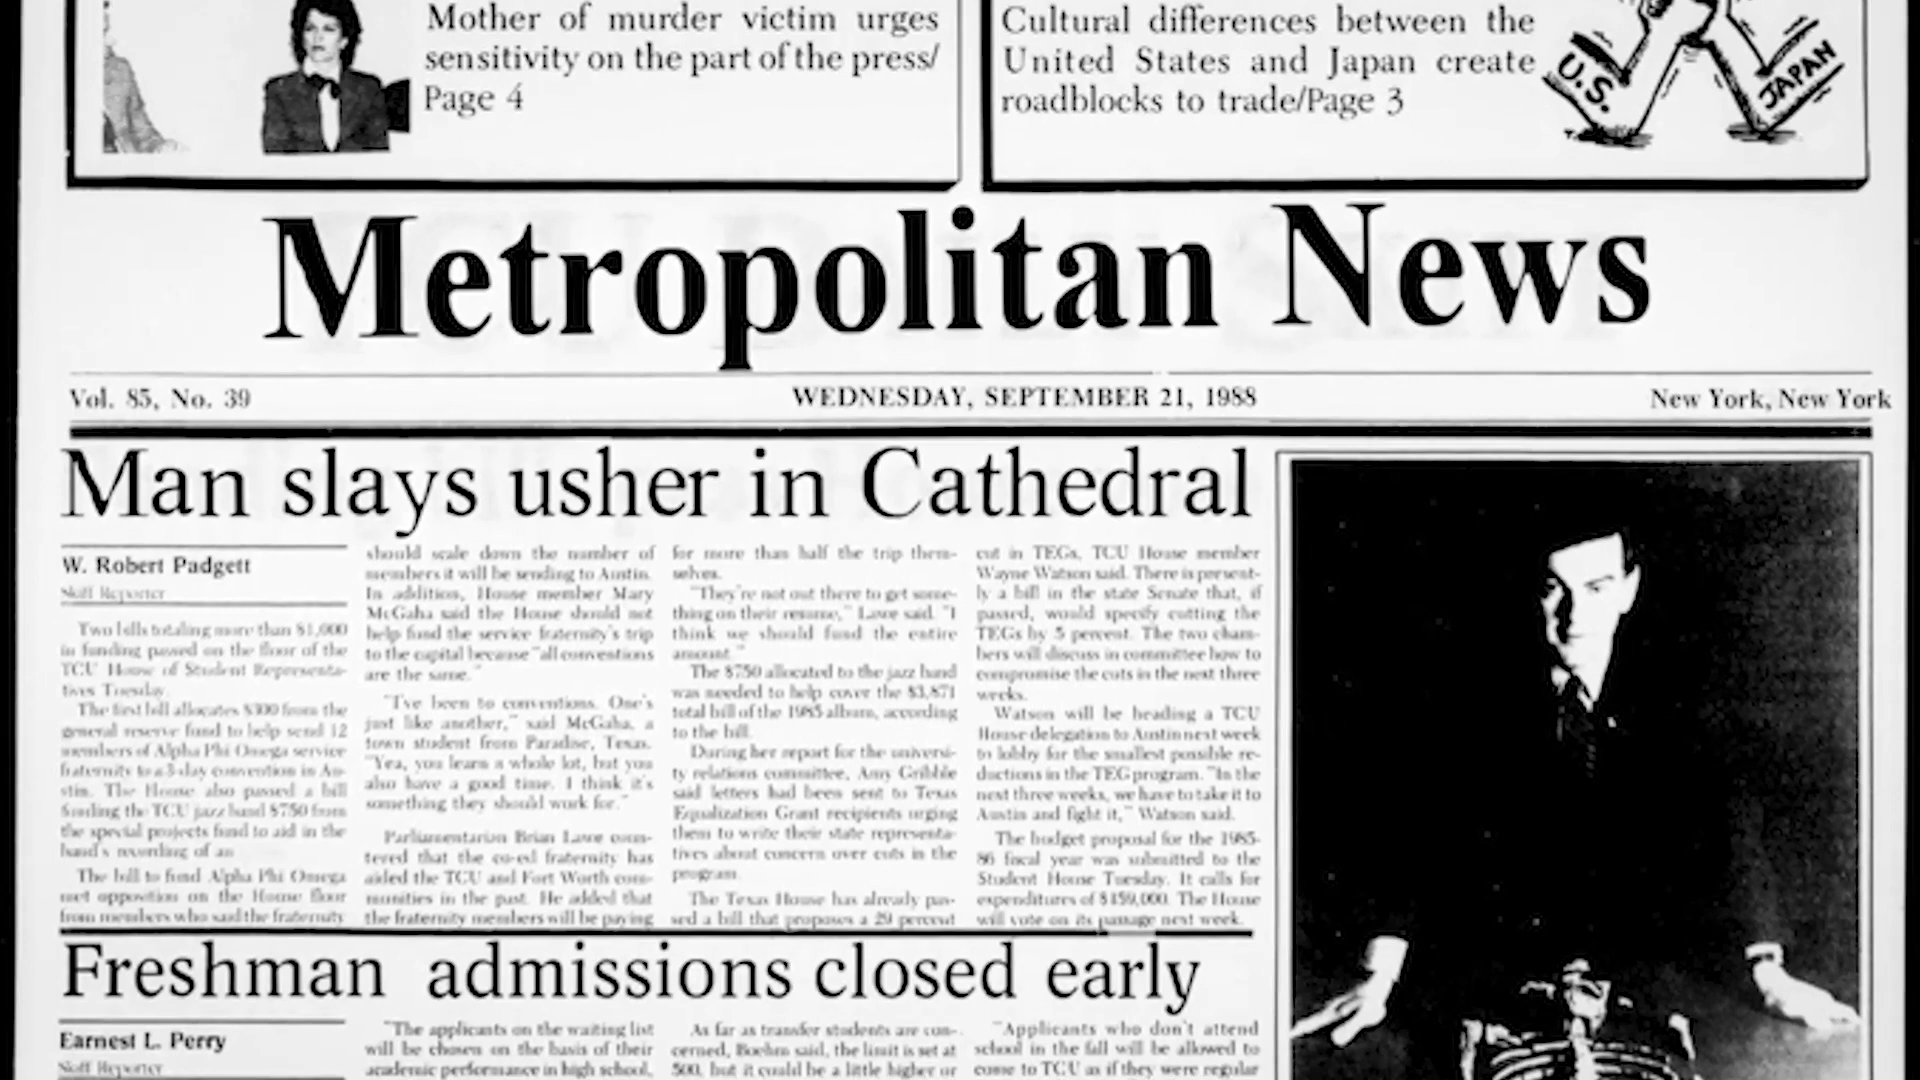 Mother of murder victim urges
sensitivity on the part of the press/
Page 4
Cultural differences between the
United States and Japan create
roadblocks to trade/Page 3
U.S.
JAPAN
Metropolitan News
Vol. 85, No. 39
WEDNESDAY, SEPTEMBER 21, 1988
New York, New York
Man slays usher in Cathedral
W. Robert Padgett
Skiff Reporter
Two bills totaling more than $1,000
in funding passed on the floor of the
TCU House of Student Representa-
tives Tuesday.
The first bill allocates $300 from the
general reserve fund to help send 12
members of Alpha Phi Omega service
fraternity to a 3-day convention in Au-
stin. The House also passed a bill
funding the TCU jazz band $750 from
the special projects fund to aid in the
band's recording of an
The bill to fund Alpha Phi Omega
met opposition on the House floor
from members who said the fraternity
should scale down the number of
members it will be sending to Austin.
In addition, House member Mary
McGaha said the House should not
help fund the service fraternity's trip
to the capital because "all conventions
are the same."
"I've been to conventions. One's
just like another," said McGaha, a
town student from Paradise, Texas.
"Yea, you learn a whole lot, but you
also have a good time. I think it's
something they should work for."
Parliamentarian Brian Lawe coun-
tered that the co-ed fraternity has
aided the TCU and Fort Worth com-
munities in the past. He added that
the fraternity members will be paying
for more than half the trip them-
selves.
"They're not out there to get some-
thing on their resume," Lawe said. "I
think we should fund the entire
amount."
The $750 allocated to the jazz band
was needed to help cover the $3,871
total bill of the 1985 album, according
to the bill.
During her report for the universi-
ty relations committee, Amy Gribble
said letters had been sent to Texas
Equalization Grant recipients urging
them to write their state representa-
tives about concern over cuts in the
program.
The Texas House has already pas-
sed a bill that proposes a 29 percent
cut in TEGs, TCU House member
Wayne Watson said. There is present-
ly a bill in the state Senate that, if
passed, would specify cutting the
TEGs by 5 percent. The two cham-
bers will discuss in committee how to
compromise the cuts in the next three
weeks.
Watson will be heading a TCU
House delegation to Austin next week
to lobby for the smallest possible re-
ductions in the TEG program. "In the
next three weeks, we have to take it to
Austin and fight it," Watson said.
The budget proposal for the 1985-
86 fiscal year was submitted to the
Student House Tuesday. It calls for
expenditures of $159,000. The House
will vote on its passage next week.
Freshman admissions closed early
Earnest L. Perry
Skiff Reporter
"The applicants on the waiting list
will be chosen on the basis of their
academic performance in high school,
As far as transfer students are con-
cerned, Boehm said, the limit is set at
500, but it could be a little higher or
"Applicants who don't attend
school in the fall will be allowed to
come to TCU as if they were regular